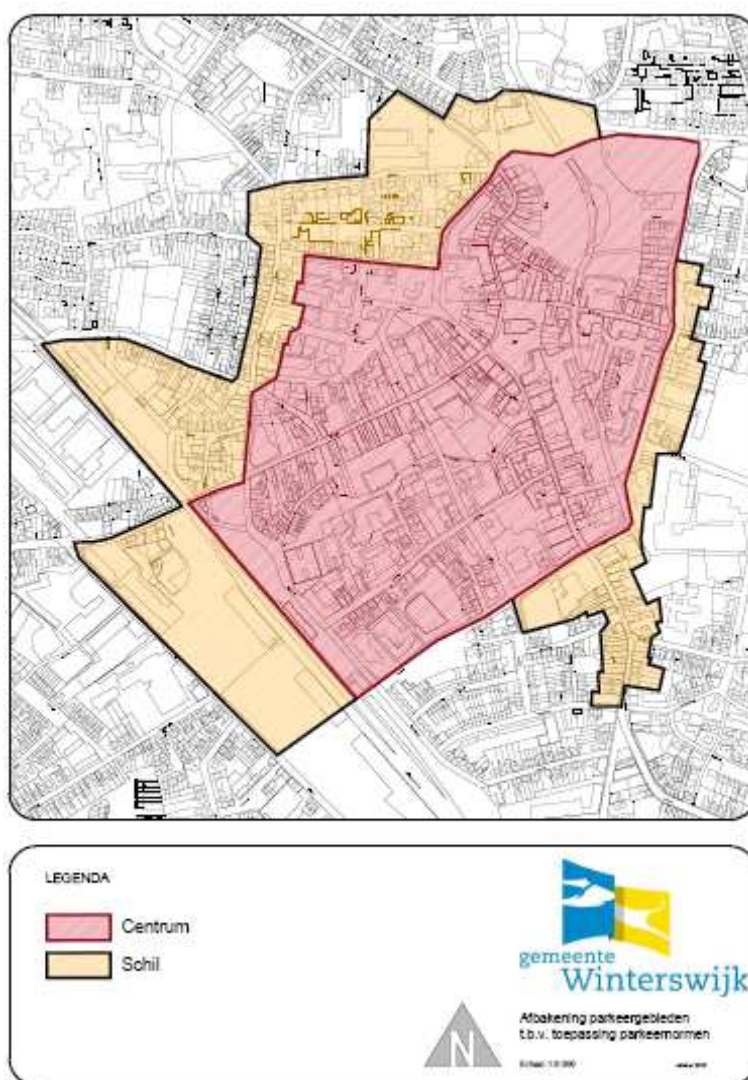 LEGENDA
Centrum
Schil
gemeente
Winterswijk
N
Afbakening parkeergebieden
t.b.v. toepassing parkeernormen